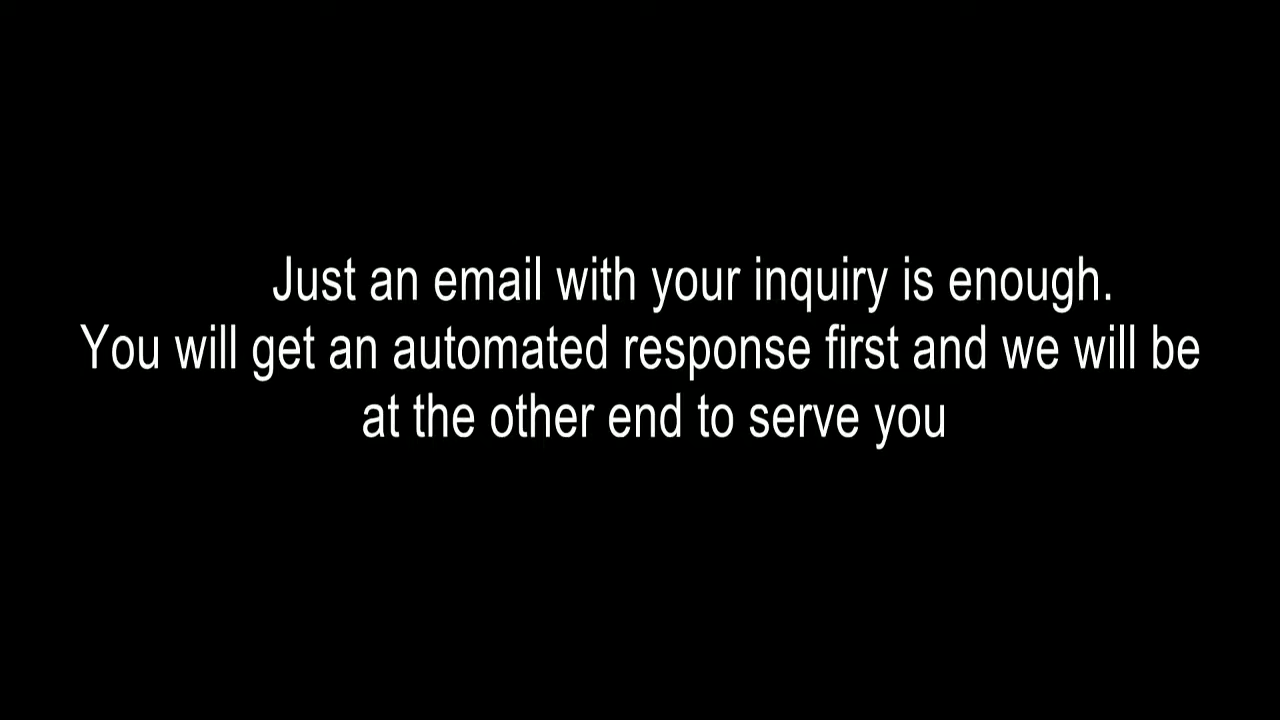 Just an email with your inquiry is enough.
You will get an automated response first and we will be
at the other end to serve you